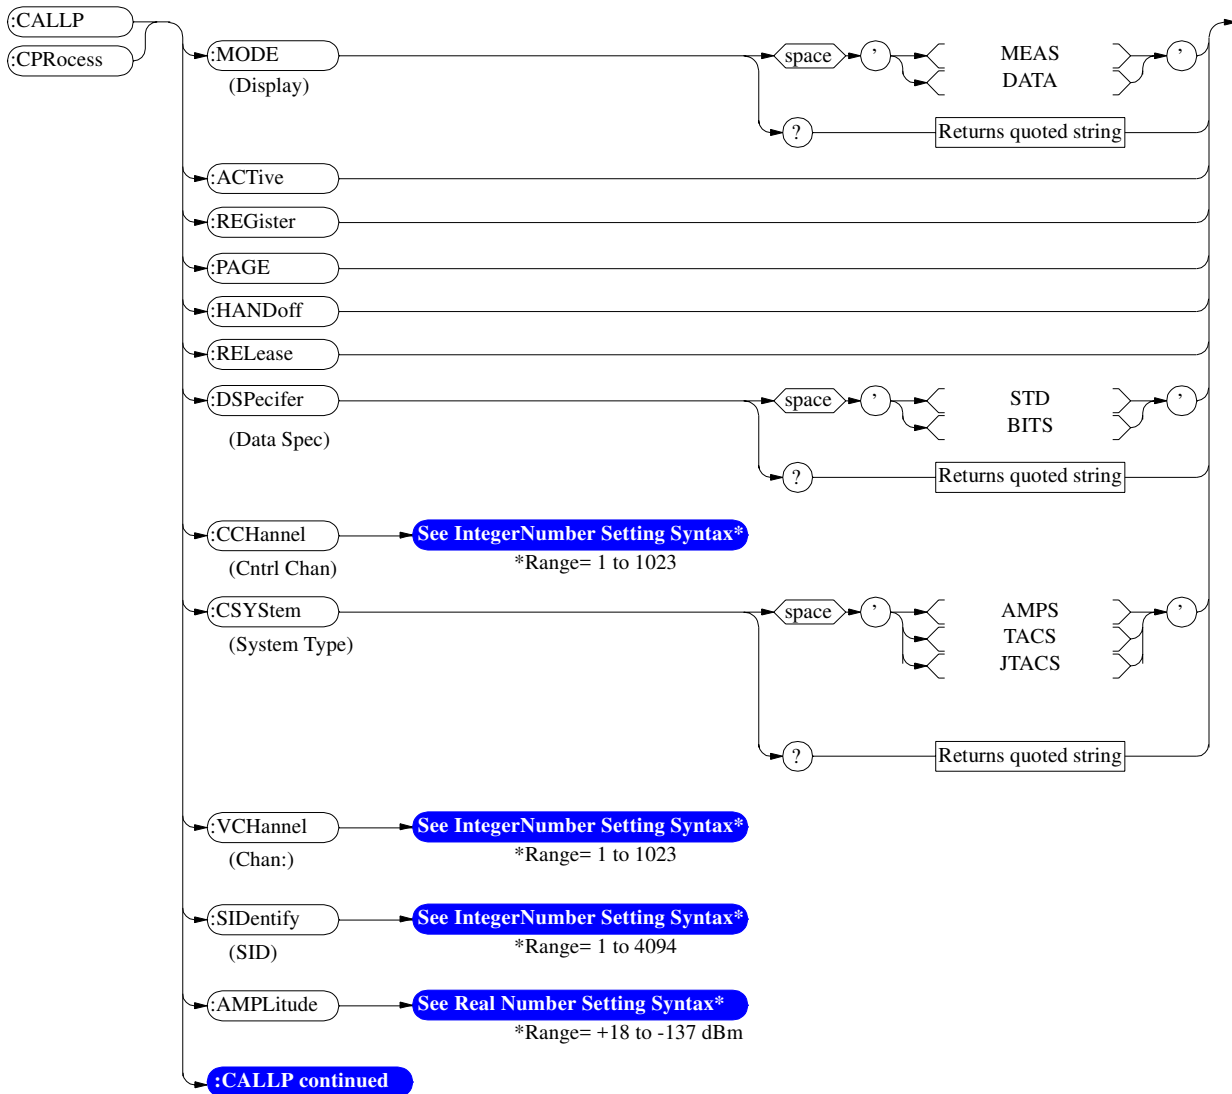 :CALLP
:CPRocess
:MODE
(Display)
space ' MEAS '
DATA
? Returns quoted string
:ACTive
:REGister
:PAGE
:HANDoff
:RELease
:DSPecifer
(Data Spec)
space ' STD '
BITS
? Returns quoted string
:CCHannel See IntegerNumber Setting Syntax*
(Cntrl Chan) *Range= 1 to 1023
:CSYStem
(System Type)
space ' AMPS '
TACS
JTACS
? Returns quoted string
:VCHannel See IntegerNumber Setting Syntax*
(Chan:) *Range= 1 to 1023
:SIDentify See IntegerNumber Setting Syntax*
(SID) *Range= 1 to 4094
:AMPLitude See Real Number Setting Syntax*
*Range= +18 to -137 dBm
:CALLP continued